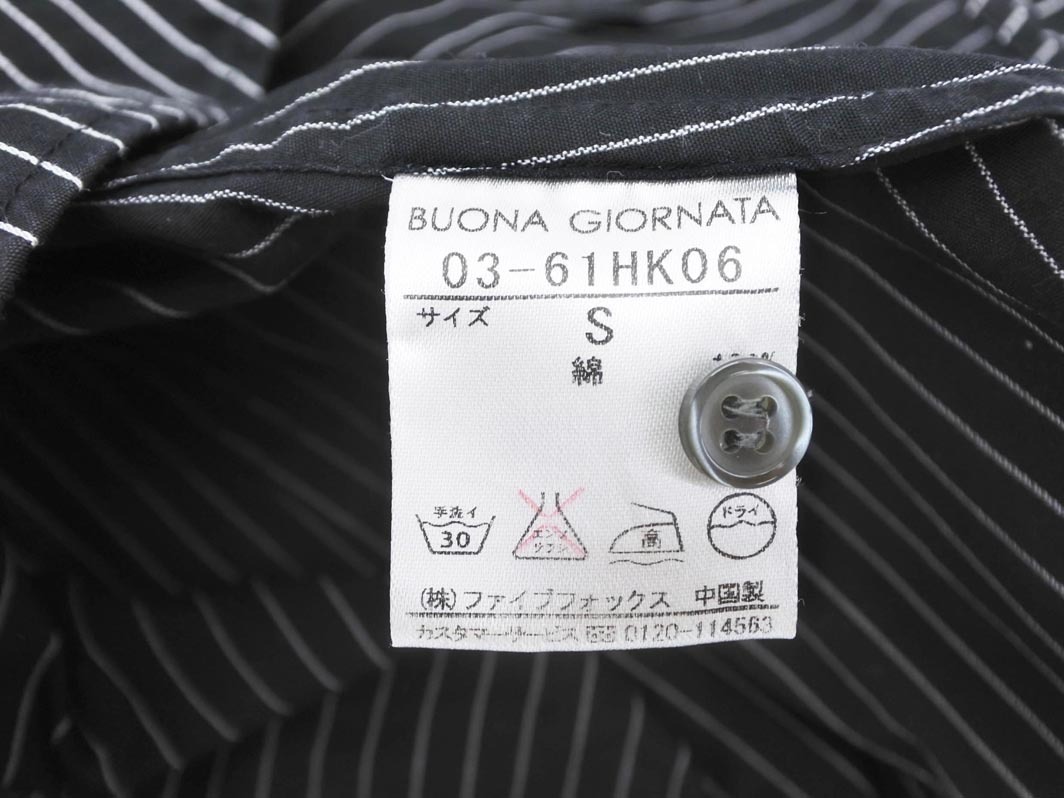 BUONA GIORNATA
03-61HK06
サイズ S
綿
手洗イ
30
エンソ
サラシ
高
ドライ
(株)ファイブフォックス 中国製
カスタマーサービス 0120-114563